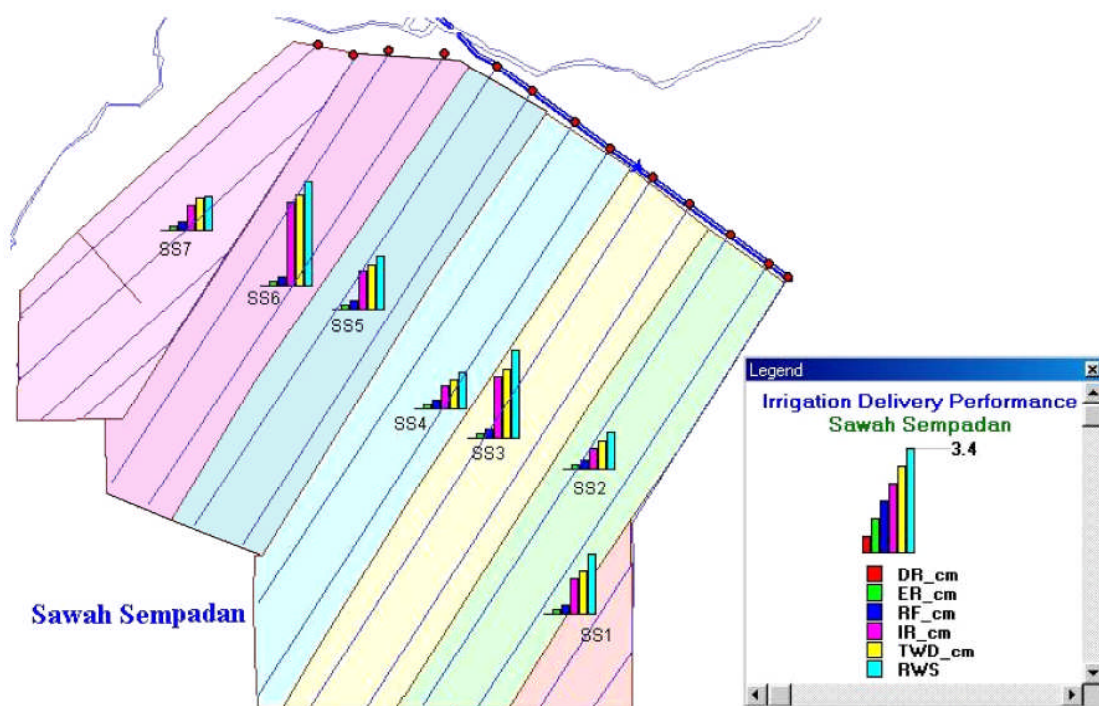 SS7
SS6
SS5
SS4
SS3
SS2
SS1
Sawah Sempadan
Legend
Irrigation Delivery Performance
Sawah Sempadan
3.4
DR_cm
ER_cm
RF_cm
IR_cm
TWD_cm
RWS